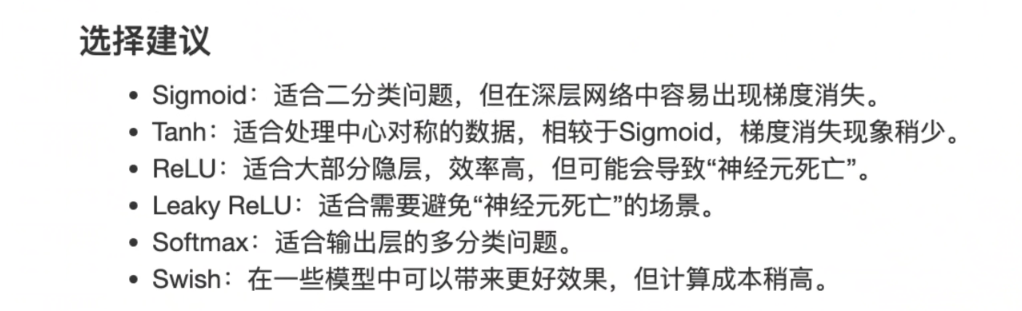 选择建议
• Sigmoid：适合二分类问题，但在深层网络中容易出现梯度消失。
• Tanh：适合处理中心对称的数据，相较于Sigmoid，梯度消失现象稍少。
• ReLU：适合大部分隐层，效率高，但可能会导致“神经元死亡”。
• Leaky ReLU：适合需要避免“神经元死亡”的场景。
• Softmax：适合输出层的多分类问题。
• Swish：在一些模型中可以带来更好效果，但计算成本稍高。